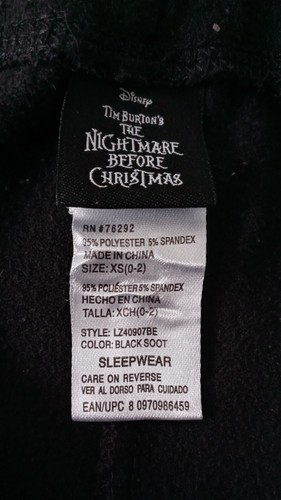 Disney
TIM BURTON'S
THE
NIGHTMARE
BEFORE
CHRISTMAS
RN #76292
95% POLYESTER 5% SPANDEX
MADE IN CHINA
SIZE: XS(0-2)
95% POLIÉSTER 5% SPANDEX
HECHO EN CHINA
TALLA: XCH(0-2)
STYLE: LZ40907BE
COLOR: BLACK SOOT
SLEEPWEAR
CARE ON REVERSE
VER AL DORSO PARA CUIDADO
EAN/UPC 8 0970986459